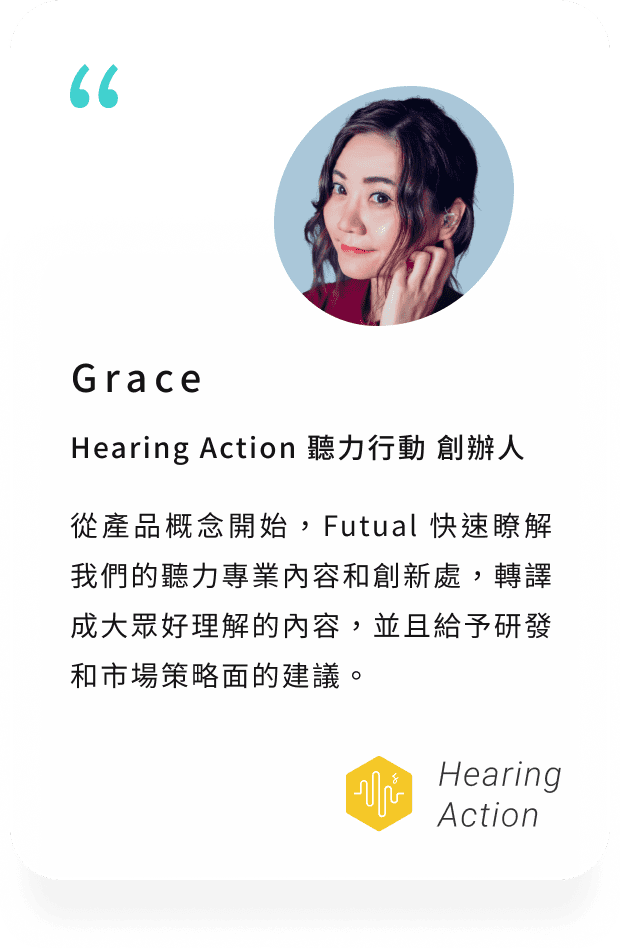 “
Grace
Hearing Action 聽力行動 創辦人
從產品概念開始，Futual 快速瞭解
我們的聽力專業內容和創新處，轉譯
成大眾好理解的內容，並且給予研發
和市場策略面的建議。
Hearing
Action